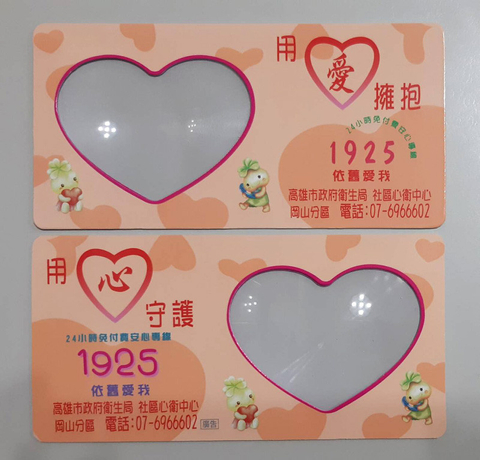 用 愛 擁抱
24小時免付費安心專線
1925
依舊愛我
高雄市政府衛生局 社區心衛中心
岡山分區 電話:07-6966602
用 心 守護
24小時免付費安心專線
1925
依舊愛我
高雄市政府衛生局 社區心衛中心
岡山分區 電話:07-6966602 廣告